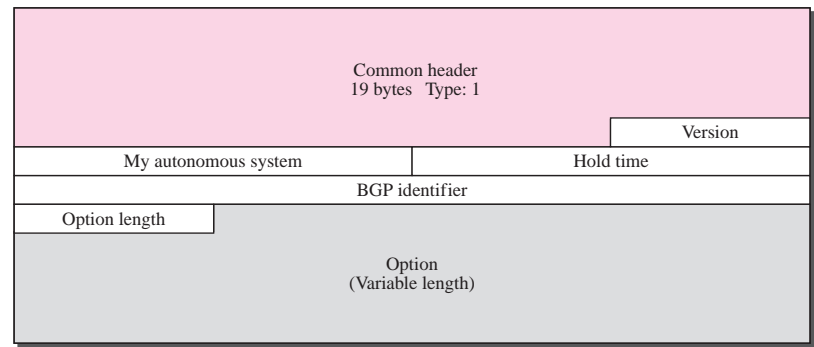 Common header
19 bytes Type: 1
Version
My autonomous system
Hold time
BGP identifier
Option length
Option
(Variable length)